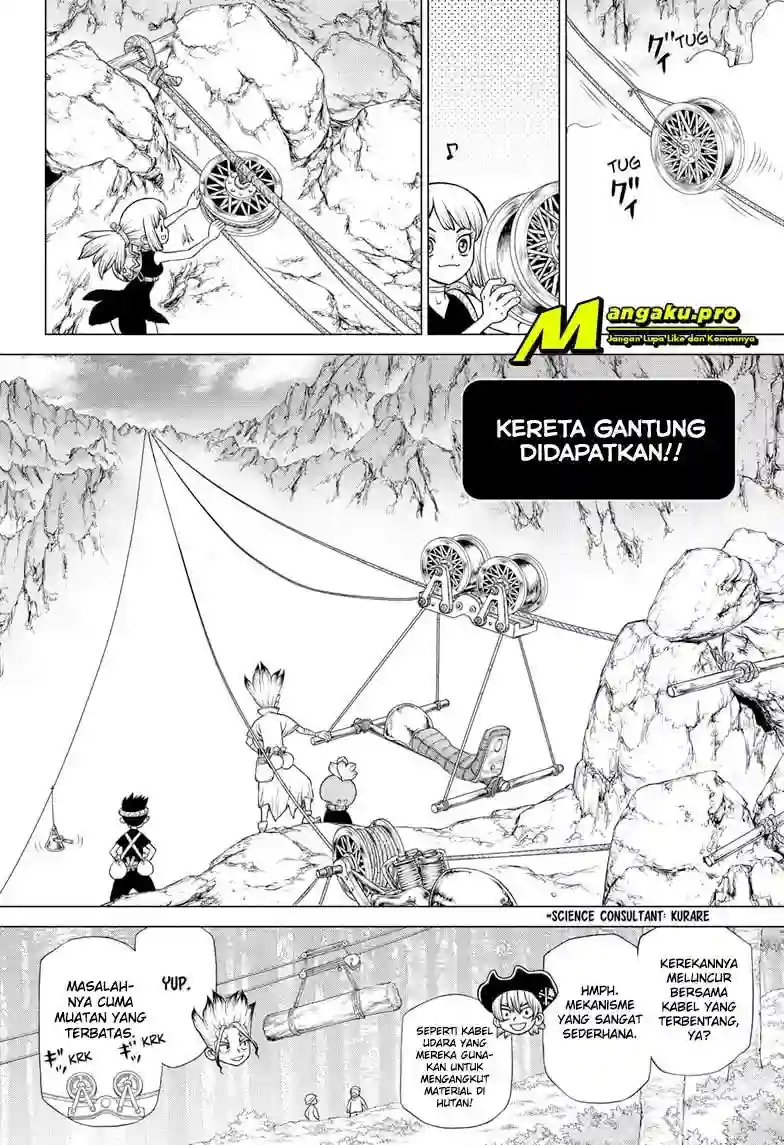 グイ
TUG
TUG
グイ
♪
Mangaku.pro
Jangan Lupa Like dan Komennya
KERETA GANTUNG
DIDAPATKAN!!
*SCIENCE CONSULTANT: KURARE
KEREKANNYA
MELUNCUR
BERSAMA
KABEL YANG
TERBENTANG,
YA?
HMPH.
MEKANISME
YANG SANGAT
SEDERHANA.
SEPERTI KABEL
UDARA YANG
MEREKA GUNA-
KAN UNTUK
MENGANGKUT
MATERIAL DI
HUTAN!
YUP.
MASALAH-
NYA CUMA
MUATAN YANG
TERBATAS.
ギッ KRK
ギッ KRK